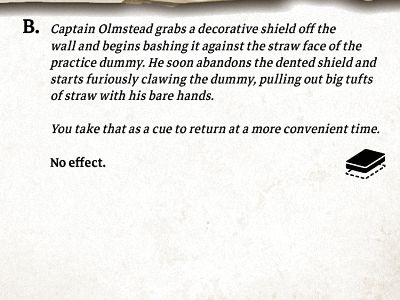 B. Captain Olmstead grabs a decorative shield off the
wall and begins bashing it against the straw face of the
practice dummy. He soon abandons the dented shield and
starts furiously clawing the dummy, pulling out big tufts
of straw with his bare hands.
You take that as a cue to return at a more convenient time.
No effect.